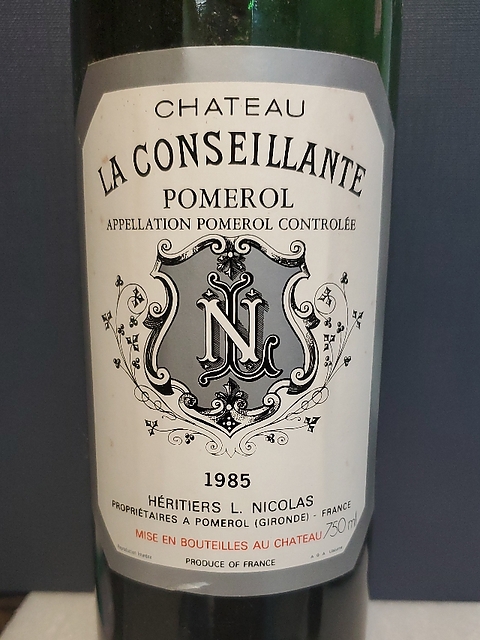 CHATEAU
LA CONSEILLANTE
POMEROL
APPELLATION POMEROL CONTROLÉE
LN
1985
HÉRITIERS L. NICOLAS
PROPRIÉTAIRES A POMEROL (GIRONDE) - FRANCE
MISE EN BOUTEILLES AU CHATEAU 750 ml
PRODUCE OF FRANCE